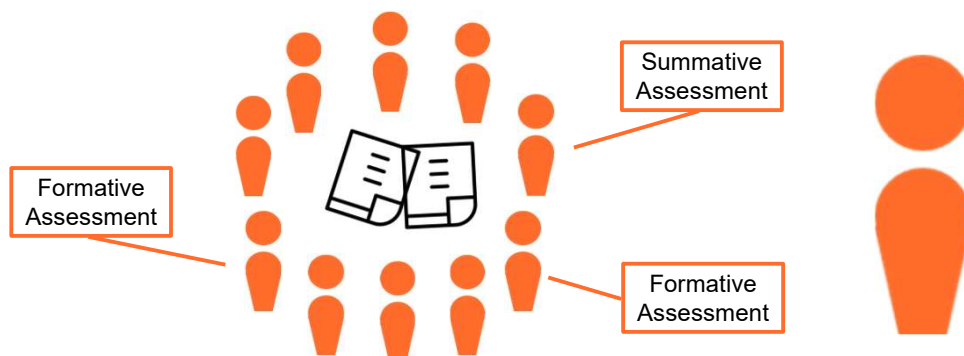 Summative
Assessment
Formative
Assessment
Formative
Assessment